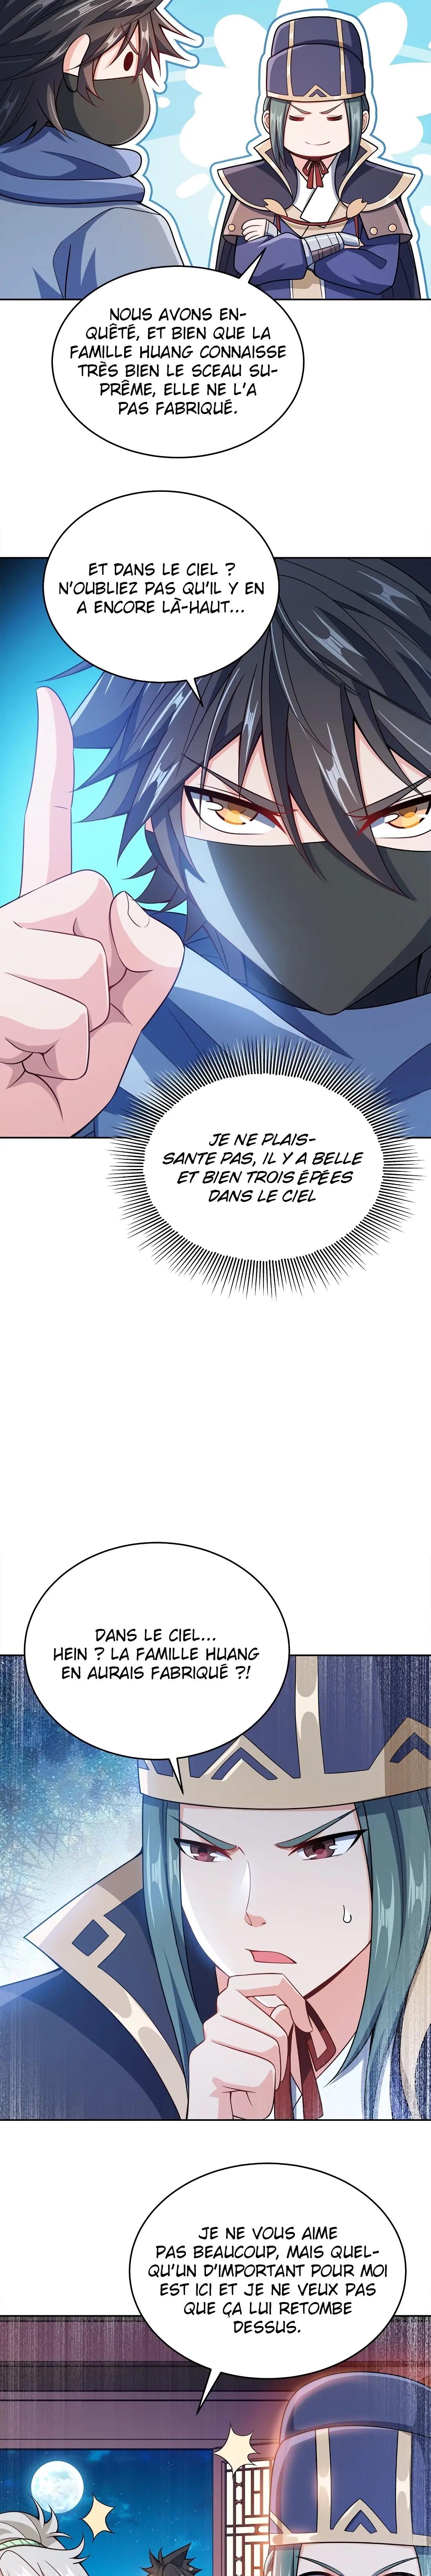 NOUS AVONS EN-
QUÊTÉ, ET BIEN QUE LA
FAMILLE HUANG CONNAISSE
TRÈS BIEN LE SCEAU SU-
PRÊME, ELLE NE L'A
PAS FABRIQUÉ.
ET DANS LE CIEL ?
N'OUBLIEZ PAS QU'IL Y EN
A ENCORE LÀ-HAUT...
JE NE PLAIS-
SANTE PAS, IL Y A BELLE
ET BIEN TROIS ÉPÉES
DANS LE CIEL
DANS LE CIEL...
HEIN ? LA FAMILLE HUANG
EN AURAIS FABRIQUÉ ?!
JE NE VOUS AIME
PAS BEAUCOUP, MAIS QUEL-
QU'UN D'IMPORTANT POUR MOI
EST ICI ET JE NE VEUX PAS
QUE ÇA LUI RETOMBE
DESSUS.